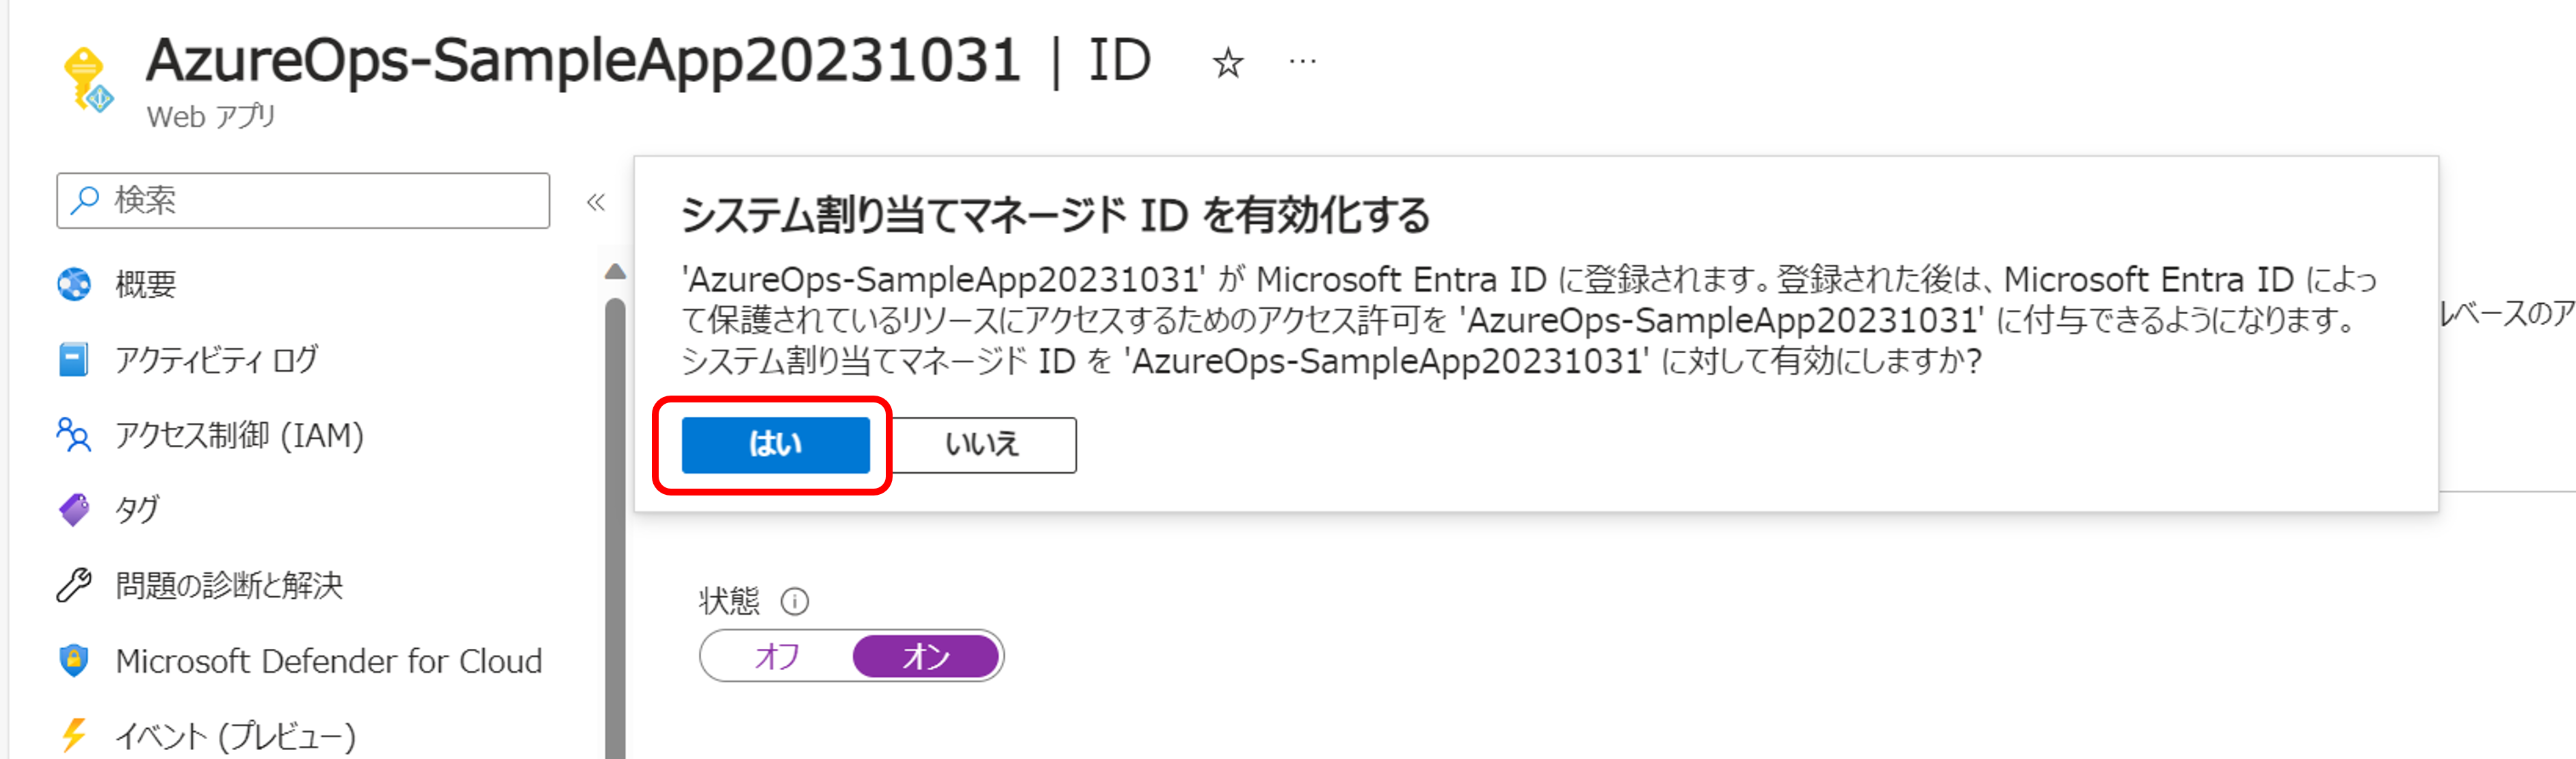 AzureOps-SampleApp20231031 | ID
Web アプリ
検索
概要
アクティビティ ログ
アクセス制御 (IAM)
タグ
問題の診断と解決
Microsoft Defender for Cloud
イベント (プレビュー)
システム割り当てマネージド ID を有効化する
'AzureOps-SampleApp20231031' が Microsoft Entra ID に登録されます。登録された後は、Microsoft Entra ID によっ
て保護されているリソースにアクセスするためのアクセス許可を 'AzureOps-SampleApp20231031' に付与できるようになります。
システム割り当てマネージド ID を 'AzureOps-SampleApp20231031' に対して有効にしますか?
はい
いいえ
ルベースのア
状態
オフ
オン